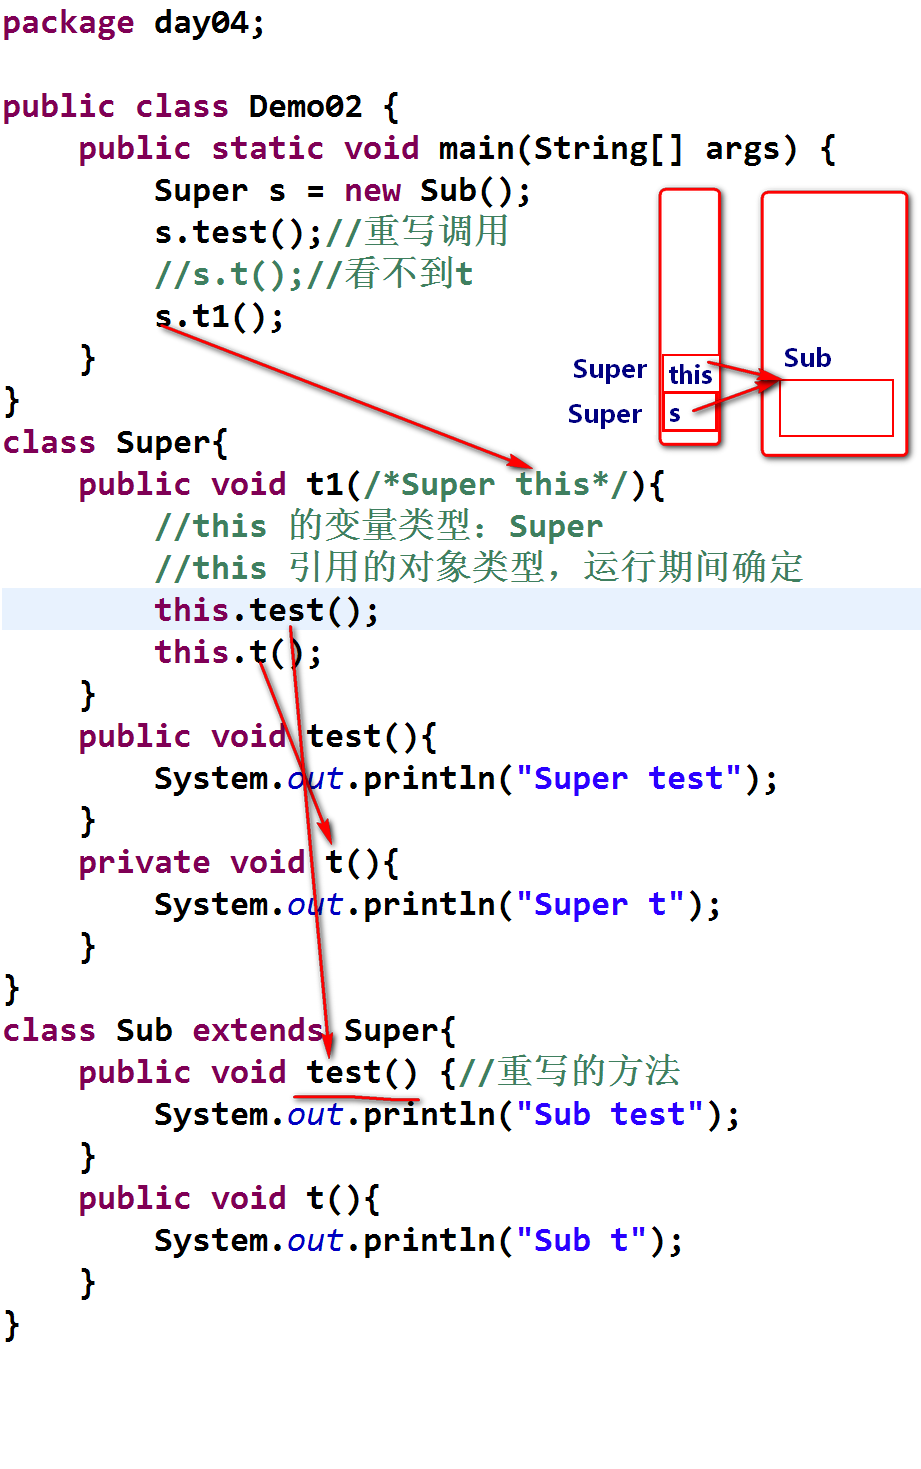 package day04;
public class Demo02 {
public static void main(String[] args) {
Super s = new Sub();
s.test();//重写调用
//s.t();//看不到t
s.t1();
}
}
Super this
Super s
Sub
class Super{
public void t1(/*Super this*/){
//this 的变量类型：Super
//this 引用的对象类型，运行期间确定
this.test();
this.t();
}
public void test(){
System.out.println("Super test");
}
private void t(){
System.out.println("Super t");
}
}
class Sub extends Super{
public void test() {//重写的方法
System.out.println("Sub test");
}
public void t(){
System.out.println("Sub t");
}
}